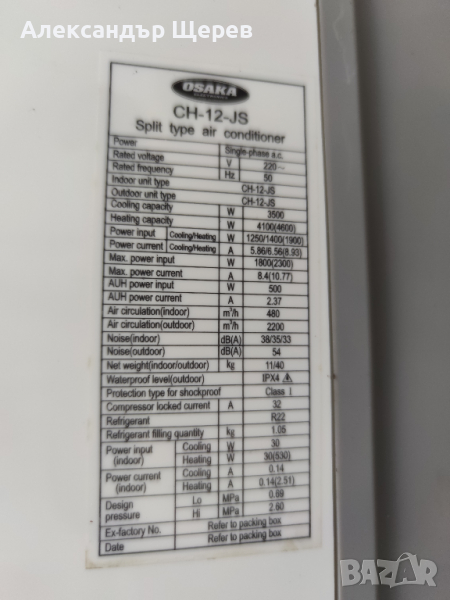 Александър Щерев
OSAKA
CH-12-JS
Split type air conditioner
Power Single-phase a.c.
Rated voltage V 220~
Rated frequency Hz 50
Indoor unit type CH-12-JS
Outdoor unit type CH-12-JS
Cooling capacity W 3500
Heating capacity W 4100(4600)
Power input Cooling/Heating W 1250/1400(1900)
Power current Cooling/Heating A 5.86/6.56(8.93)
Max. power input W 1800(2300)
Max. power current A 8.4(10.77)
AUH power input W 500
AUH power current A 2.37
Air circulation(indoor) m³/h 480
Air circulation(outdoor) m³/h 2200
Noise(indoor) dB(A) 38/35/33
Noise(outdoor) dB(A) 54
Net weight(indoor/outdoor) kg 11/40
Waterproof level(outdoor) IPX4
Protection type for shockproof Class I
Compressor locked current A 32
Refrigerant R22
Refrigerant filling quantity kg 1.05
Power input (indoor) Cooling W 30
Heating W 30(530)
Power current (indoor) Cooling A 0.14
Heating A 0.14(2.51)
Design pressure Lo MPa 0.69
Hi MPa 2.60
Ex-factory No. Refer to packing box
Date Refer to packing box
BAZAR